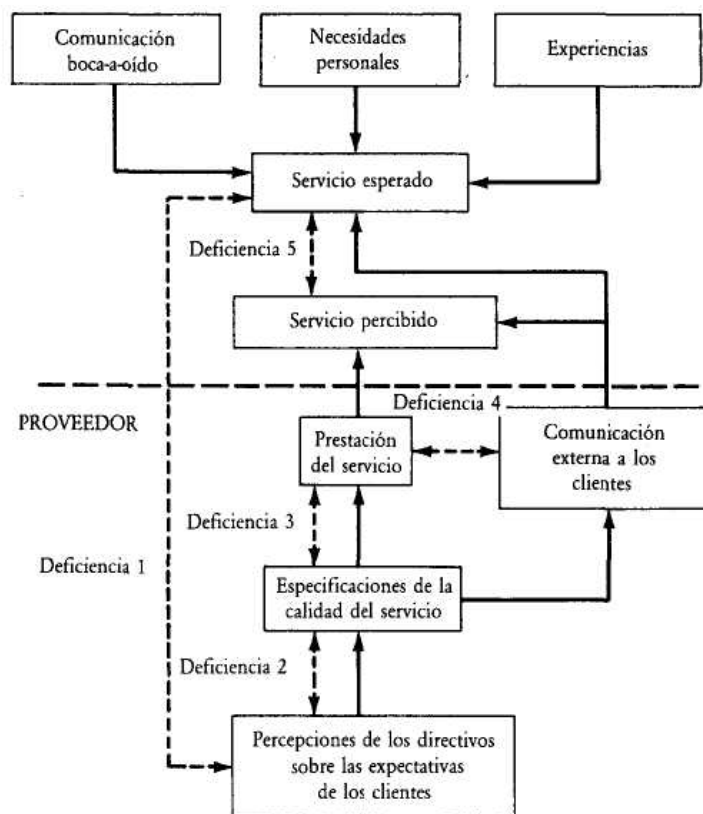 Comunicación
boca-a-oído
Necesidades
personales
Experiencias
Servicio esperado
Deficiencia 5
Servicio percibido
Deficiencia 4
PROVEEDOR
Prestación
del servicio
Comunicación
externa a los
clientes
Deficiencia 3
Deficiencia 1
Especificaciones de la
calidad del servicio
Deficiencia 2
Percepciones de los directivos
sobre las expectativas
de los clientes